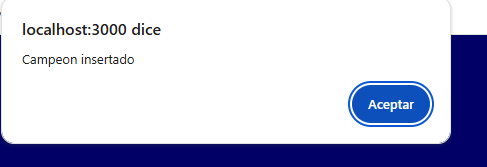 localhost:3000 dice
Campeon insertado
Aceptar